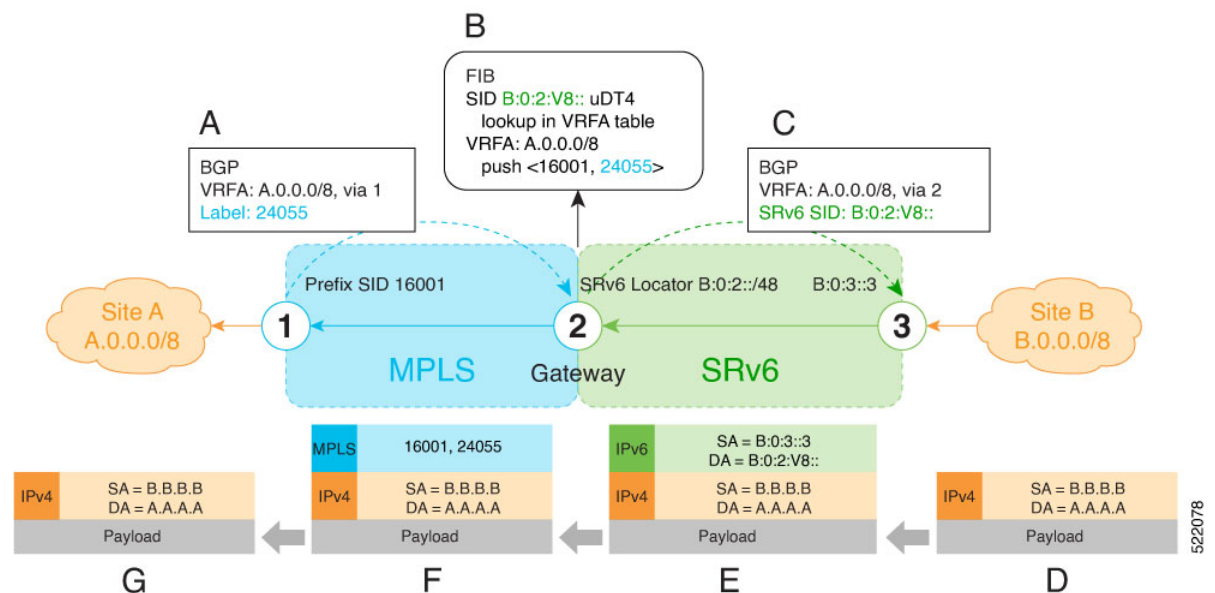 B
FIB
SID B:0:2:V8:: uDT4
lookup in VRFA table
VRFA: A.0.0.0/8
push <16001, 24055>
A
BGP
VRFA: A.0.0.0/8, via 1
Label: 24055
C
BGP
VRFA: A.0.0.0/8, via 2
SRv6 SID: B:0:2:V8::
Prefix SID 16001
SRv6 Locator B:0:2::/48
B:0:3::3
Site A
A.0.0.0/8
1
2
3
Site B
B.0.0.0/8
MPLS
Gateway
SRv6
IPv4
SA = B.B.B.B
DA = A.A.A.A
Payload
G
MPLS
16001, 24055
IPv4
SA = B.B.B.B
DA = A.A.A.A
Payload
F
IPv6
SA = B:0:3::3
DA = B:0:2:V8::
IPv4
SA = B.B.B.B
DA = A.A.A.A
Payload
E
IPv4
SA = B.B.B.B
DA = A.A.A.A
Payload
D
522078